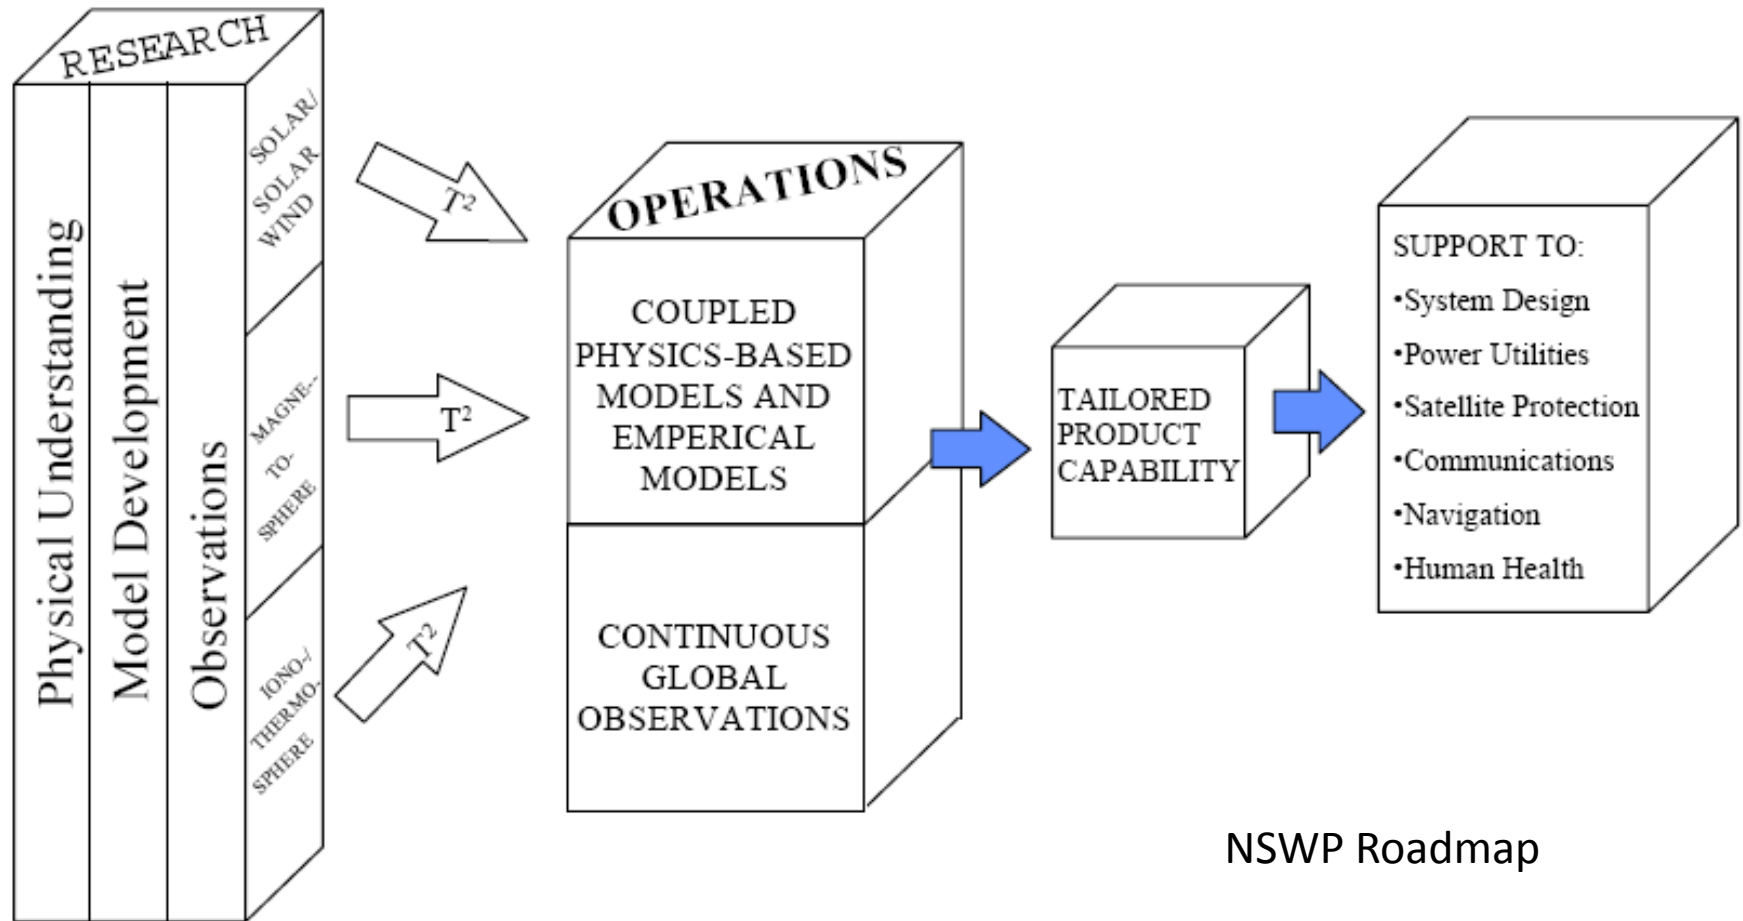 RESEARCH
Physical Understanding
Model Development
Observations
SOLAR/
SOLAR
WIND
MAGNE--
TO-
SPHERE
IONO-/
THERMO-
SPHERE
T²
T²
T²
OPERATIONS
COUPLED
PHYSICS-BASED
MODELS AND
EMPERICAL
MODELS
CONTINUOUS
GLOBAL
OBSERVATIONS
TAILORED
PRODUCT
CAPABILITY
SUPPORT TO:
•System Design
•Power Utilities
•Satellite Protection
•Communications
•Navigation
•Human Health
NSWP Roadmap